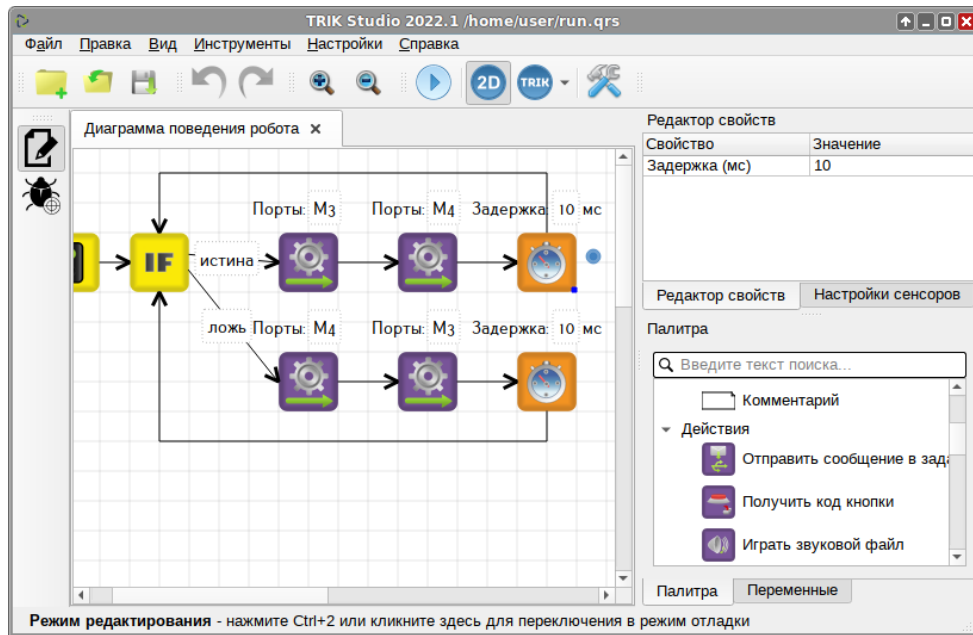 TRIK Studio 2022.1 /home/user/run.qrs
Файл Правка Вид Инструменты Настройки Справка
2D TRIK
Диаграмма поведения робота
Порты: M3 Порты: M4 Задержка: 10 мс
IF истина
ложь Порты: M4 Порты: M3 Задержка: 10 мс
Редактор свойств
Свойство Значение
Задержка (мс) 10
Редактор свойств Настройки сенсоров
Палитра
Введите текст поиска...
Комментарий
Действия
Отправить сообщение в зада
Получить код кнопки
Играть звуковой файл
Палитра Переменные
Режим редактирования - нажмите Ctrl+2 или кликните здесь для переключения в режим отладки